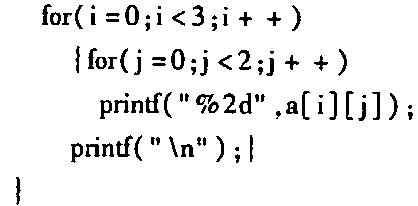 for(i=0;i<3;i++)
{for(j=0;j<2;j++)
printf("%2d",a[i][j]);
printf("\n");}
}